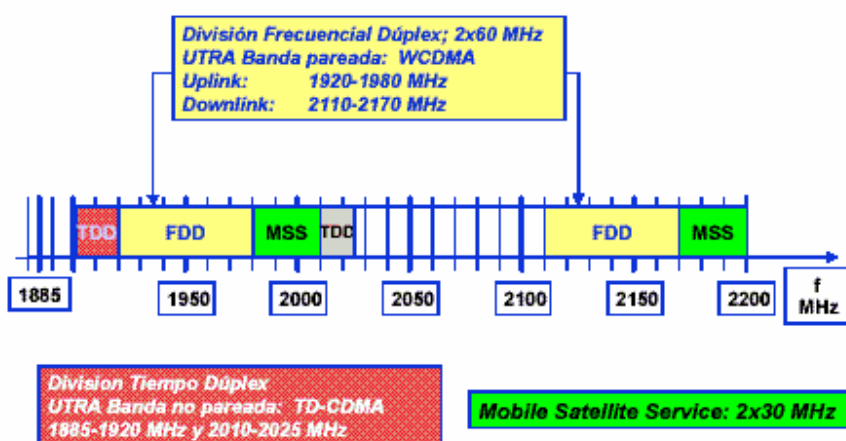 División Frecuencial Dúplex; 2x60 MHz
UTRA Banda pareada: WCDMA
Uplink: 1920-1980 MHz
Downlink: 2110-2170 MHz
TDD FDD MSS TDD FDD MSS
1885 1950 2000 2050 2100 2150 2200 f
MHz
Division Tiempo Dúplex
UTRA Banda no pareada: TD-CDMA
1885-1920 MHz y 2010-2025 MHz
Mobile Satellite Service: 2x30 MHz